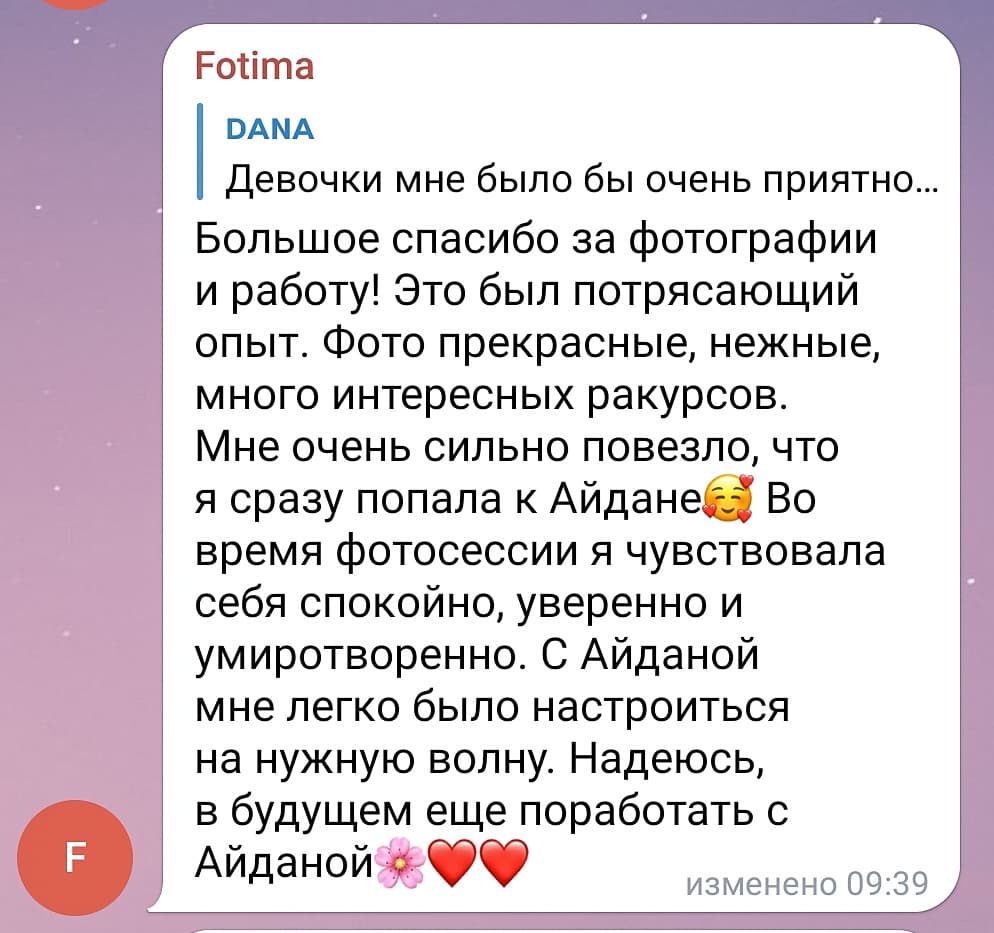 Fotima
DANA
Девочки мне было бы очень приятно...
Большое спасибо за фотографии
и работу! Это был потрясающий
опыт. Фото прекрасные, нежные,
много интересных ракурсов.
Мне очень сильно повезло, что
я сразу попала к Айдане🥰 Во
время фотосессии я чувствовала
себя спокойно, уверенно и
умиротворенно. С Айданой
мне легко было настроиться
на нужную волну. Надеюсь,
в будущем еще поработать с
Айданой🌸❤️❤️
изменено 09:39
F